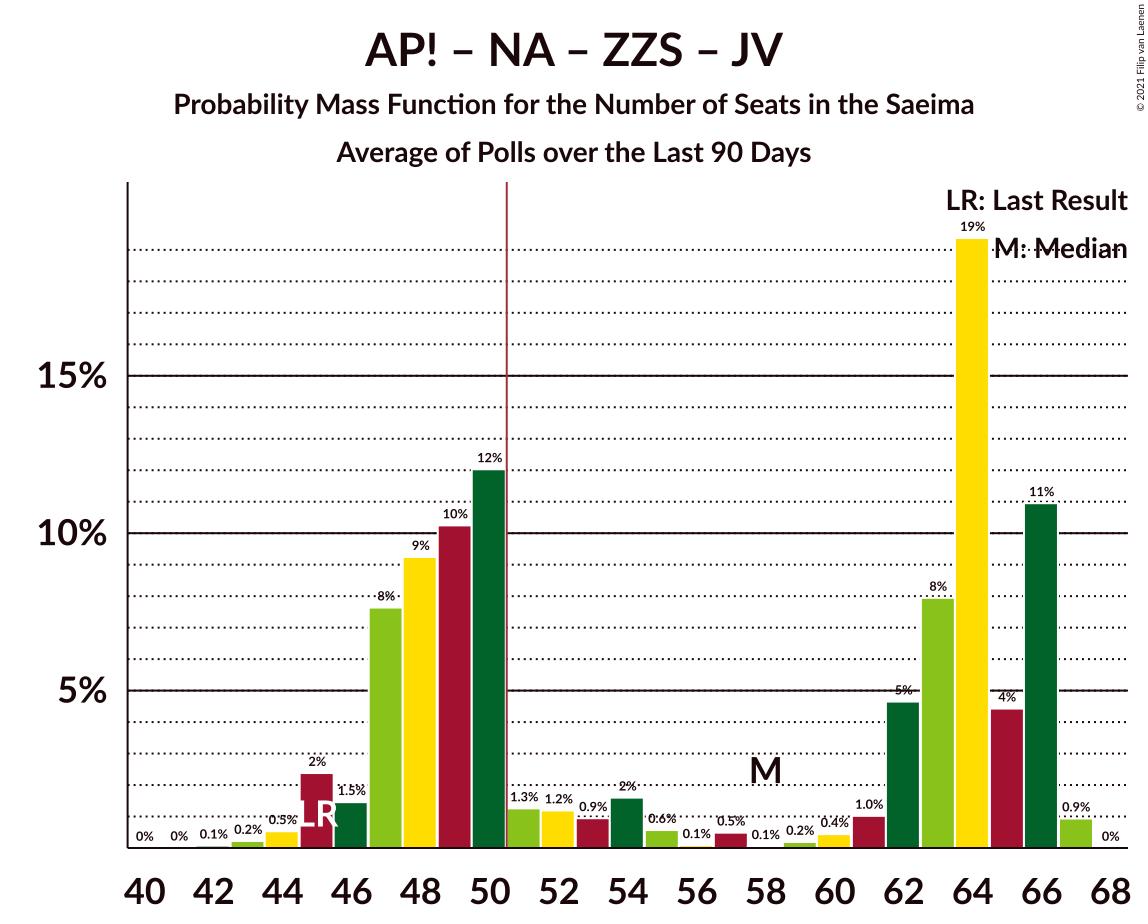 AP! – NA – ZZS – JV
Probability Mass Function for the Number of Seats in the Saeima
Average of Polls over the Last 90 Days
© 2021 Filip van Laenen
LR: Last Result
M: Median
15%
10%
5%
0% 0% 0.1% 0.2% 0.5% 2% 1.5% 8% 9% 10% 12% 1.3% 1.2% 0.9% 2% 0.6% 0.1% 0.5% 0.1% 0.2% 0.4% 1.0% 5% 8% 19% 4% 11% 0.9% 0%
LR
M
40 42 44 46 48 50 52 54 56 58 60 62 64 66 68